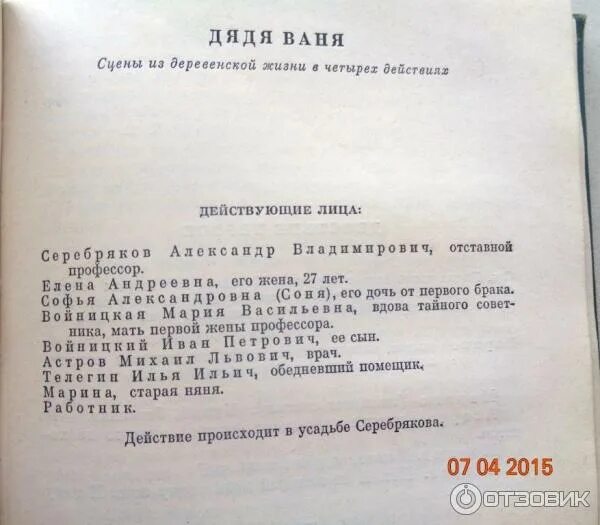 ДЯДЯ ВАНЯ
Сцены из деревенской жизни в четырех действиях
ДЕЙСТВУЮЩИЕ ЛИЦА:
Серебряков Александр Владимирович, отставной
профессор.
Елена Андреевна, его жена, 27 лет.
Софья Александровна (Соня), его дочь от первого брака.
Войницкая Мария Васильевна, вдова тайного совет-
ника, мать первой жены профессора.
Войницкий Иван Петрович, ее сын.
Астров Михаил Львович, врач.
Телегин Илья Ильич, обедневший помещик.
Марина, старая няня.
Работник.
Действие происходит в усадьбе Серебрякова.
07 04 2015
ОТЗОВИК